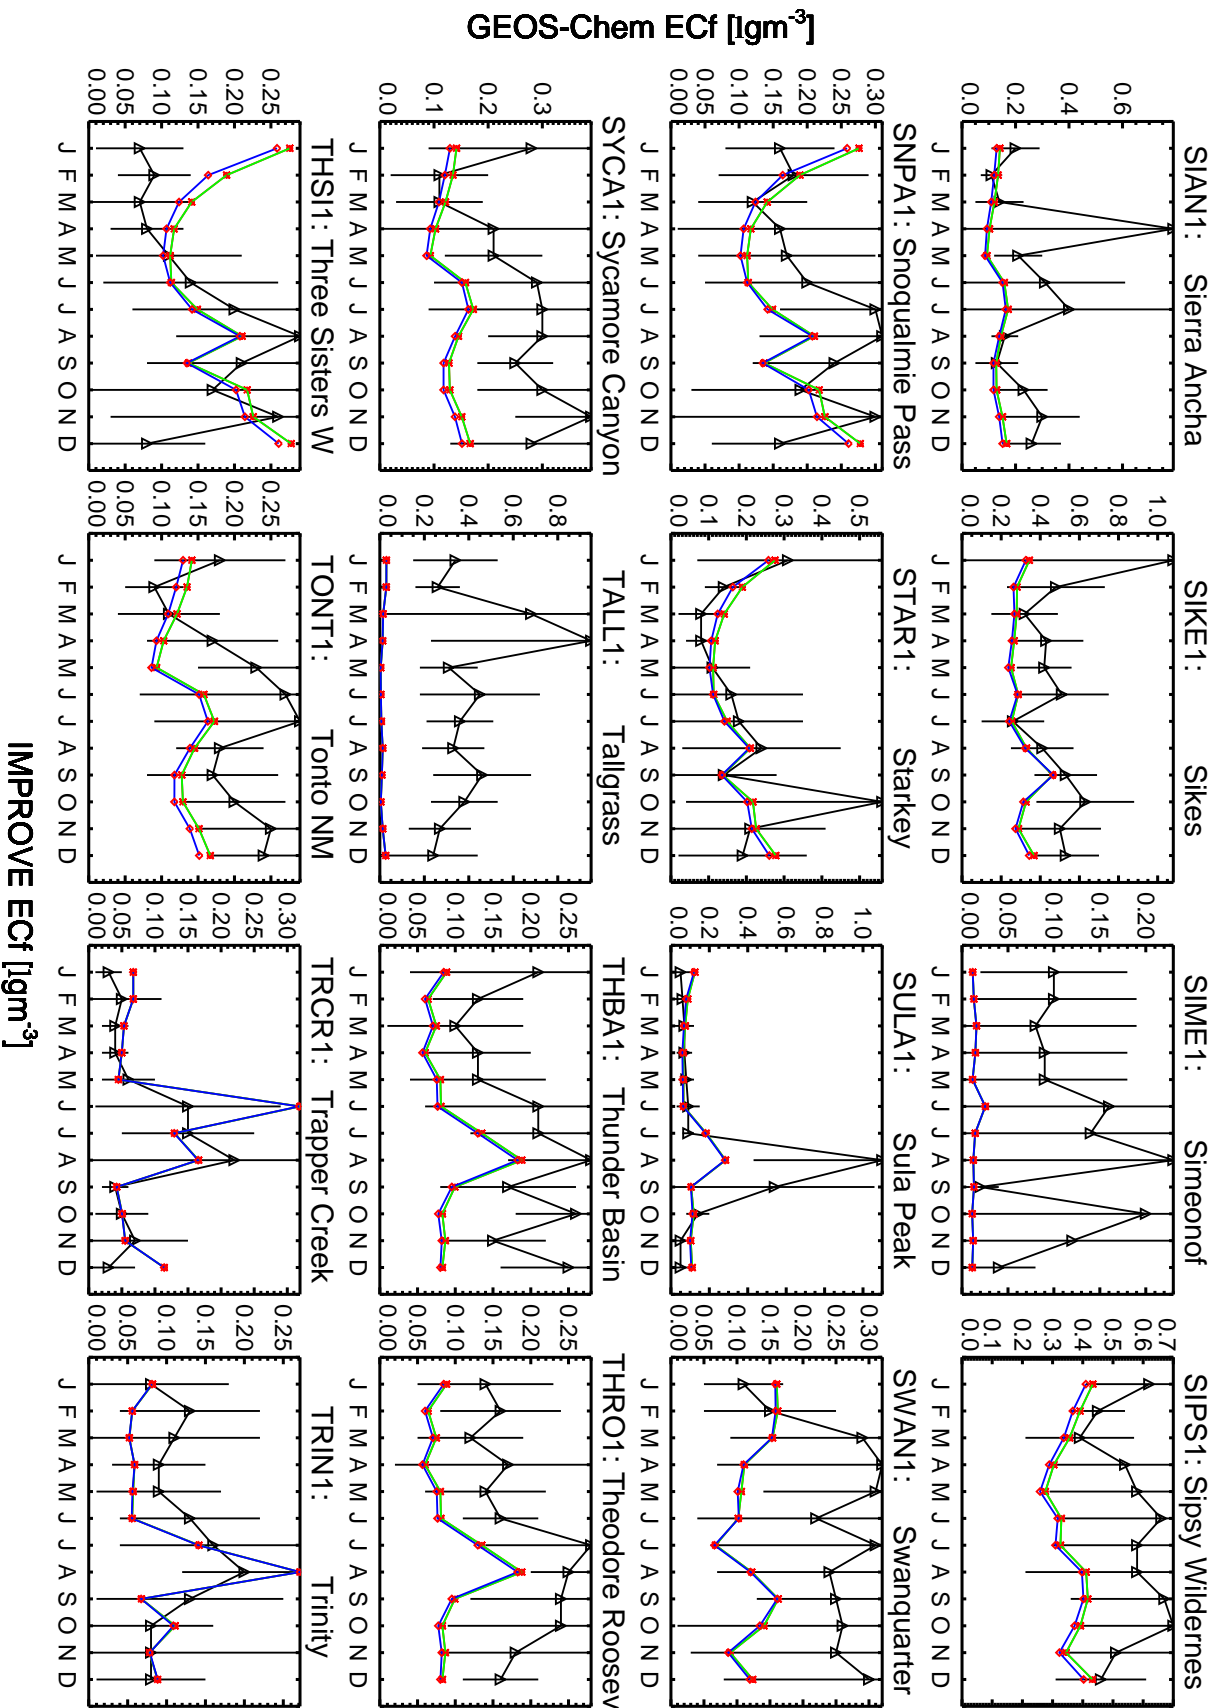 GEOS-Chem ECf [lgm⁻³]
SIAN1: Sierra Ancha
0.6
0.4
0.2
0.0
J F M A M J J A S O N D
SIKE1: Sikes
1.0
0.8
0.6
0.4
0.2
0.0
J F M A M J J A S O N D
SIME1: Simeonof
0.20
0.15
0.10
0.05
0.00
J F M A M J J A S O N D
SIPS1: Sipsy Wildernes
0.7
0.6
0.5
0.4
0.3
0.2
0.1
0.0
J F M A M J J A S O N D
SNPA1: Snoqualmie Pass
0.30
0.25
0.20
0.15
0.10
0.05
0.00
J F M A M J J A S O N D
STAR1: Starkey
0.5
0.4
0.3
0.2
0.1
0.0
J F M A M J J A S O N D
SULA1: Sula Peak
1.0
0.8
0.6
0.4
0.2
0.0
J F M A M J J A S O N D
SWAN1: Swanquarter
0.30
0.25
0.20
0.15
0.10
0.05
0.00
J F M A M J J A S O N D
SYCA1: Sycamore Canyon
0.3
0.2
0.1
0.0
J F M A M J J A S O N D
TALL1: Tallgrass
0.8
0.6
0.4
0.2
0.0
J F M A M J J A S O N D
THBA1: Thunder Basin
0.25
0.20
0.15
0.10
0.05
0.00
J F M A M J J A S O N D
THRO1: Theodore Roosev
0.25
0.20
0.15
0.10
0.05
0.00
J F M A M J J A S O N D
THSI1: Three Sisters W
0.25
0.20
0.15
0.10
0.05
0.00
J F M A M J J A S O N D
TONT1: Tonto NM
0.25
0.20
0.15
0.10
0.05
0.00
J F M A M J J A S O N D
TRCR1: Trapper Creek
0.30
0.25
0.20
0.15
0.10
0.05
0.00
J F M A M J J A S O N D
TRIN1: Trinity
0.25
0.20
0.15
0.10
0.05
0.00
J F M A M J J A S O N D
IMPROVE ECf [lgm⁻³]